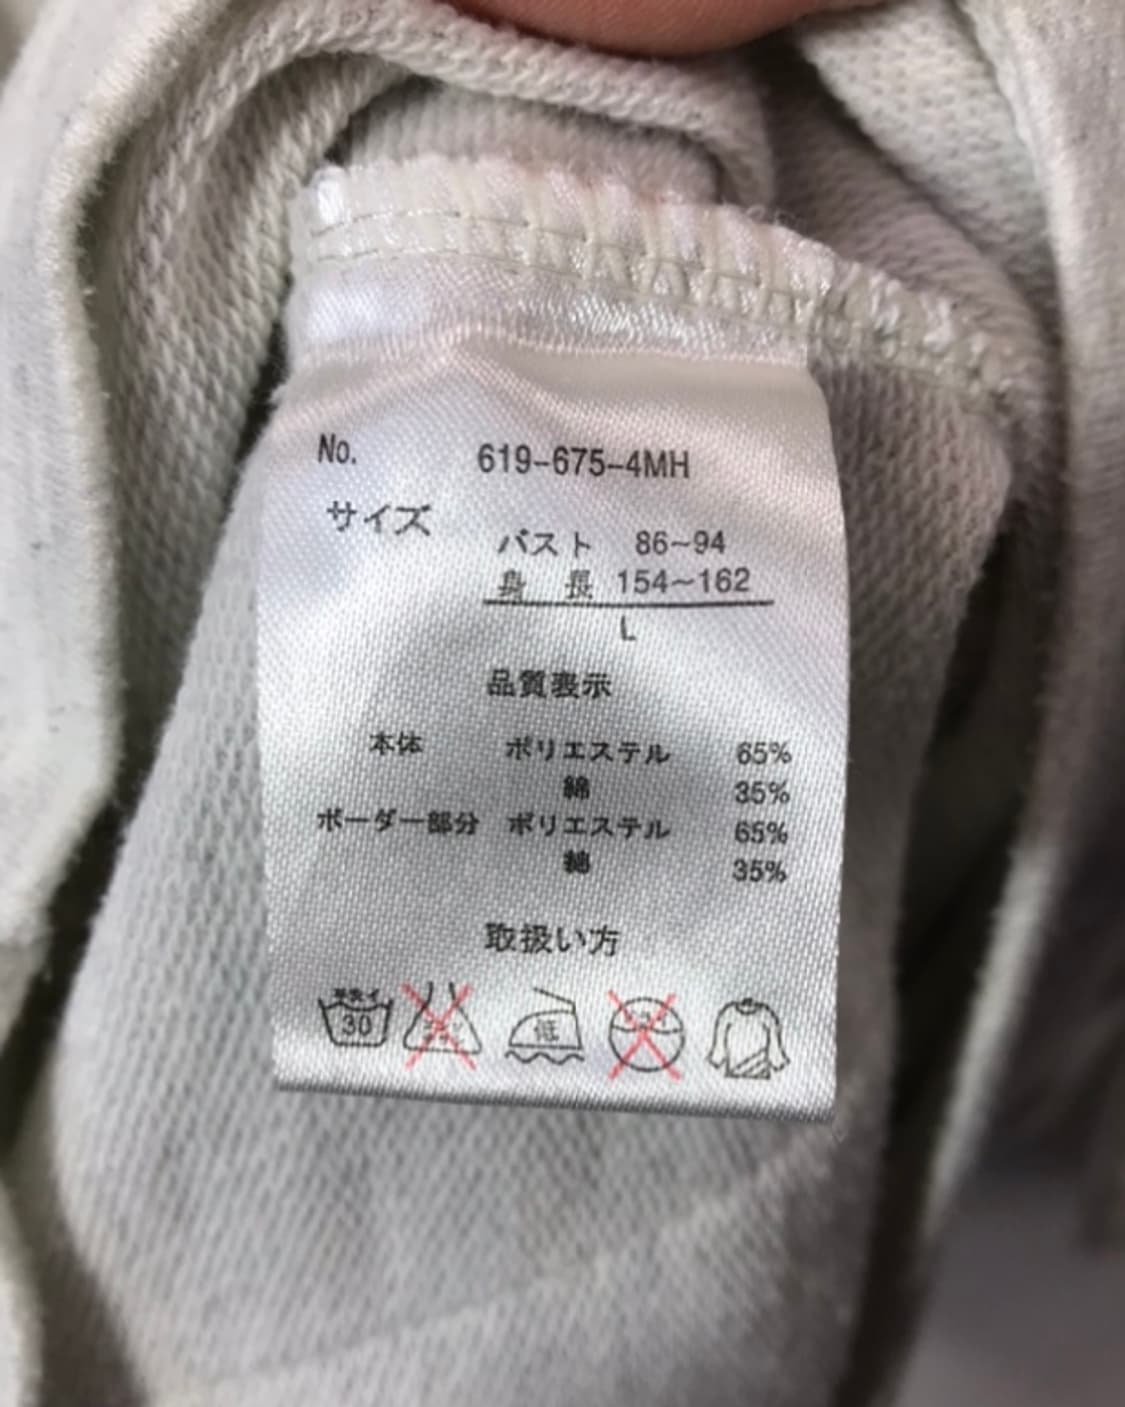 No. 619-675-4MH
サイズ
バスト 86~94
身 長 154~162
L
品質表示
本体 ポリエステル 65%
綿 35%
ボーダー部分 ポリエステル 65%
綿 35%
取扱い方
30
低